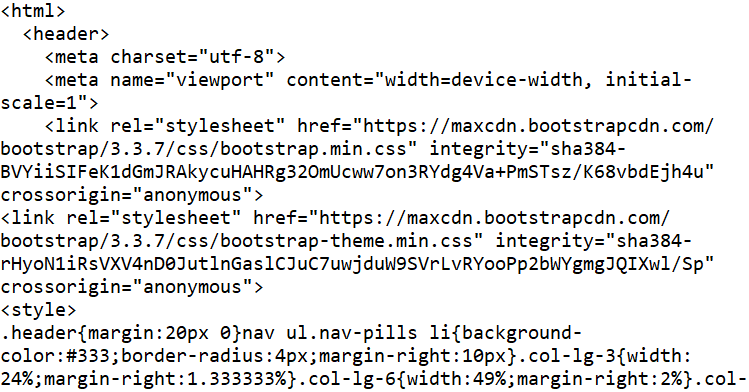 <html>
<header>
<meta charset="utf-8">
<meta name="viewport" content="width=device-width, initial-
scale=1">
<link rel="stylesheet" href="https://maxcdn.bootstrapcdn.com/
bootstrap/3.3.7/css/bootstrap.min.css" integrity="sha384-
BVYiiSIFeK1dGmJRAkycuHAHRg32OmUcww7on3RYdg4Va+PmSTsz/K68vbdEjh4u"
crossorigin="anonymous">
<link rel="stylesheet" href="https://maxcdn.bootstrapcdn.com/
bootstrap/3.3.7/css/bootstrap-theme.min.css" integrity="sha384-
rHyoN1iRsVXV4nD0JutlnGaslCJuC7uwjduW9SVrLvRYooPp2bWYgmgJQIXwl/Sp"
crossorigin="anonymous">
<style>
.header{margin:20px 0}nav ul.nav-pills li{background-
color:#333;border-radius:4px;margin-right:10px}.col-lg-3{width:
24%;margin-right:1.333333%}.col-lg-6{width:49%;margin-right:2%}.col-